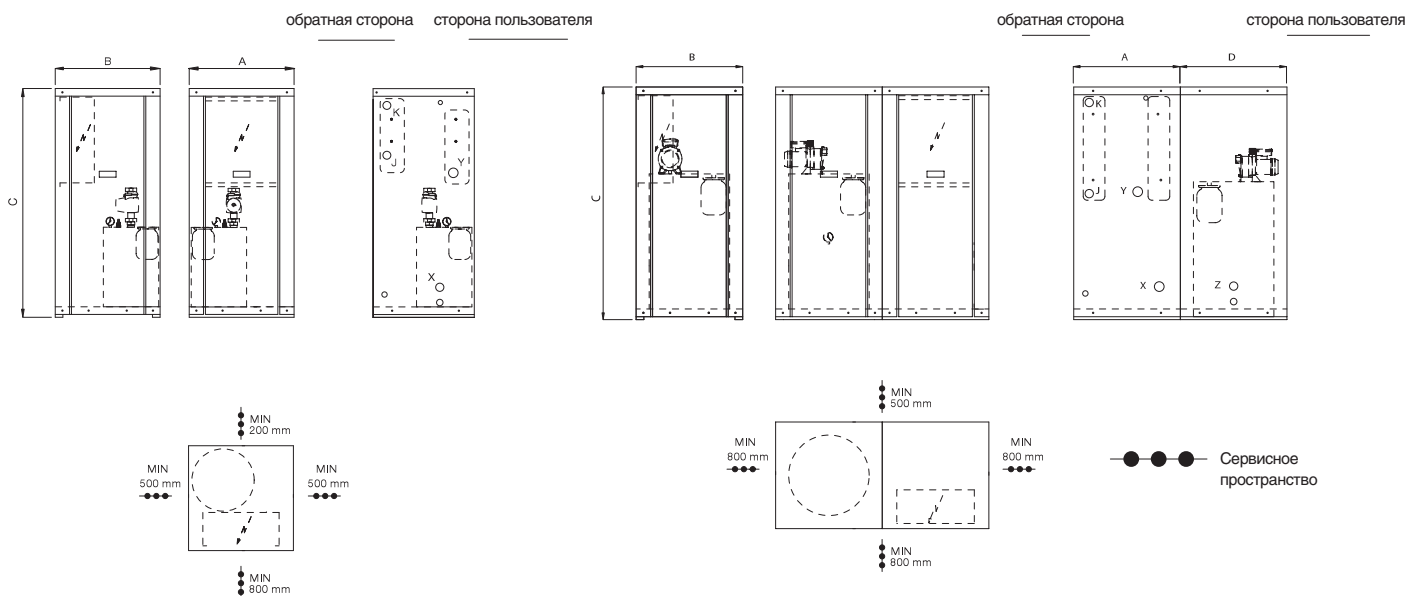 обратная сторона сторона пользователя
обратная сторона сторона пользователя
B A
B
A D
C
K
J
Y
X
C
K
J
Y
X
Z
MIN
200 mm
MIN
500 mm
MIN
500 mm
MIN
800 mm
MIN
500 mm
MIN
800 mm
MIN
800 mm
MIN
800 mm
Сервисное
пространство